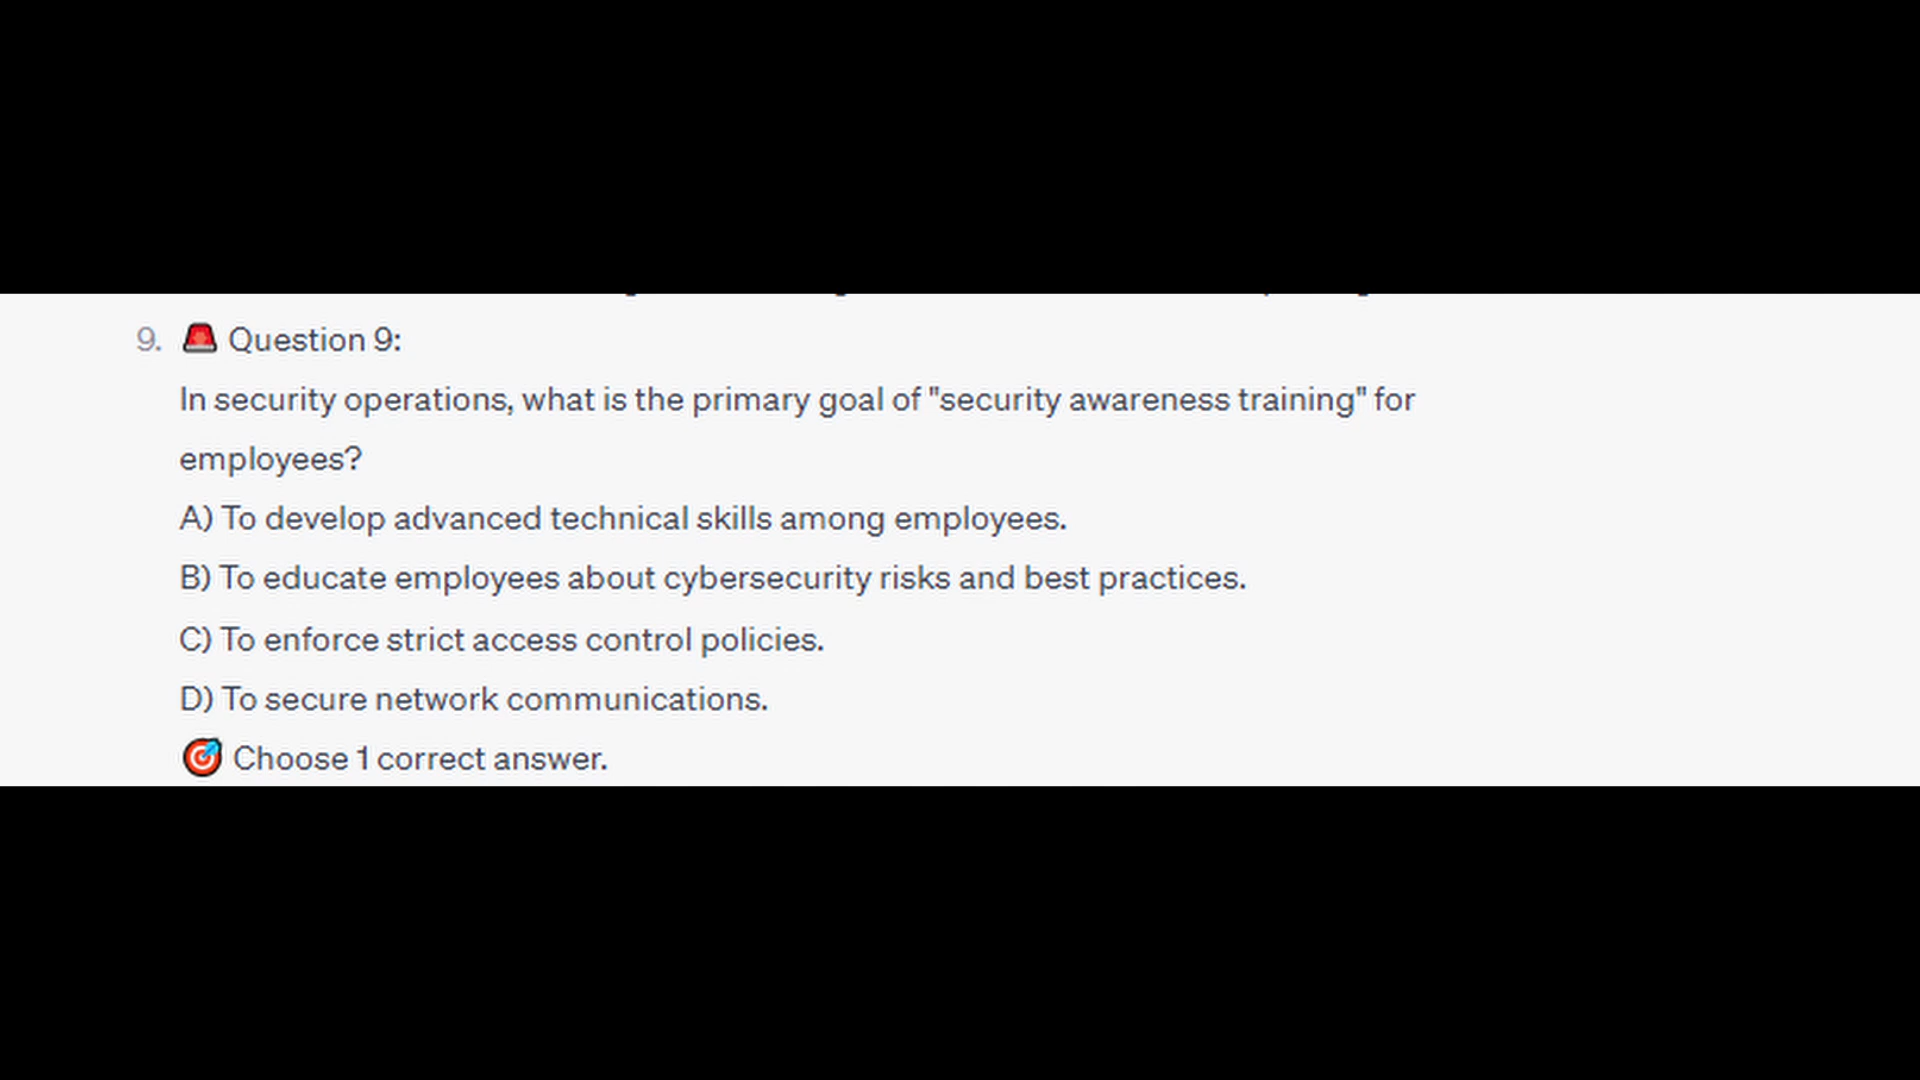 9. 🚨 Question 9:
In security operations, what is the primary goal of "security awareness training" for
employees?
A) To develop advanced technical skills among employees.
B) To educate employees about cybersecurity risks and best practices.
C) To enforce strict access control policies.
D) To secure network communications.
🎯 Choose 1 correct answer.